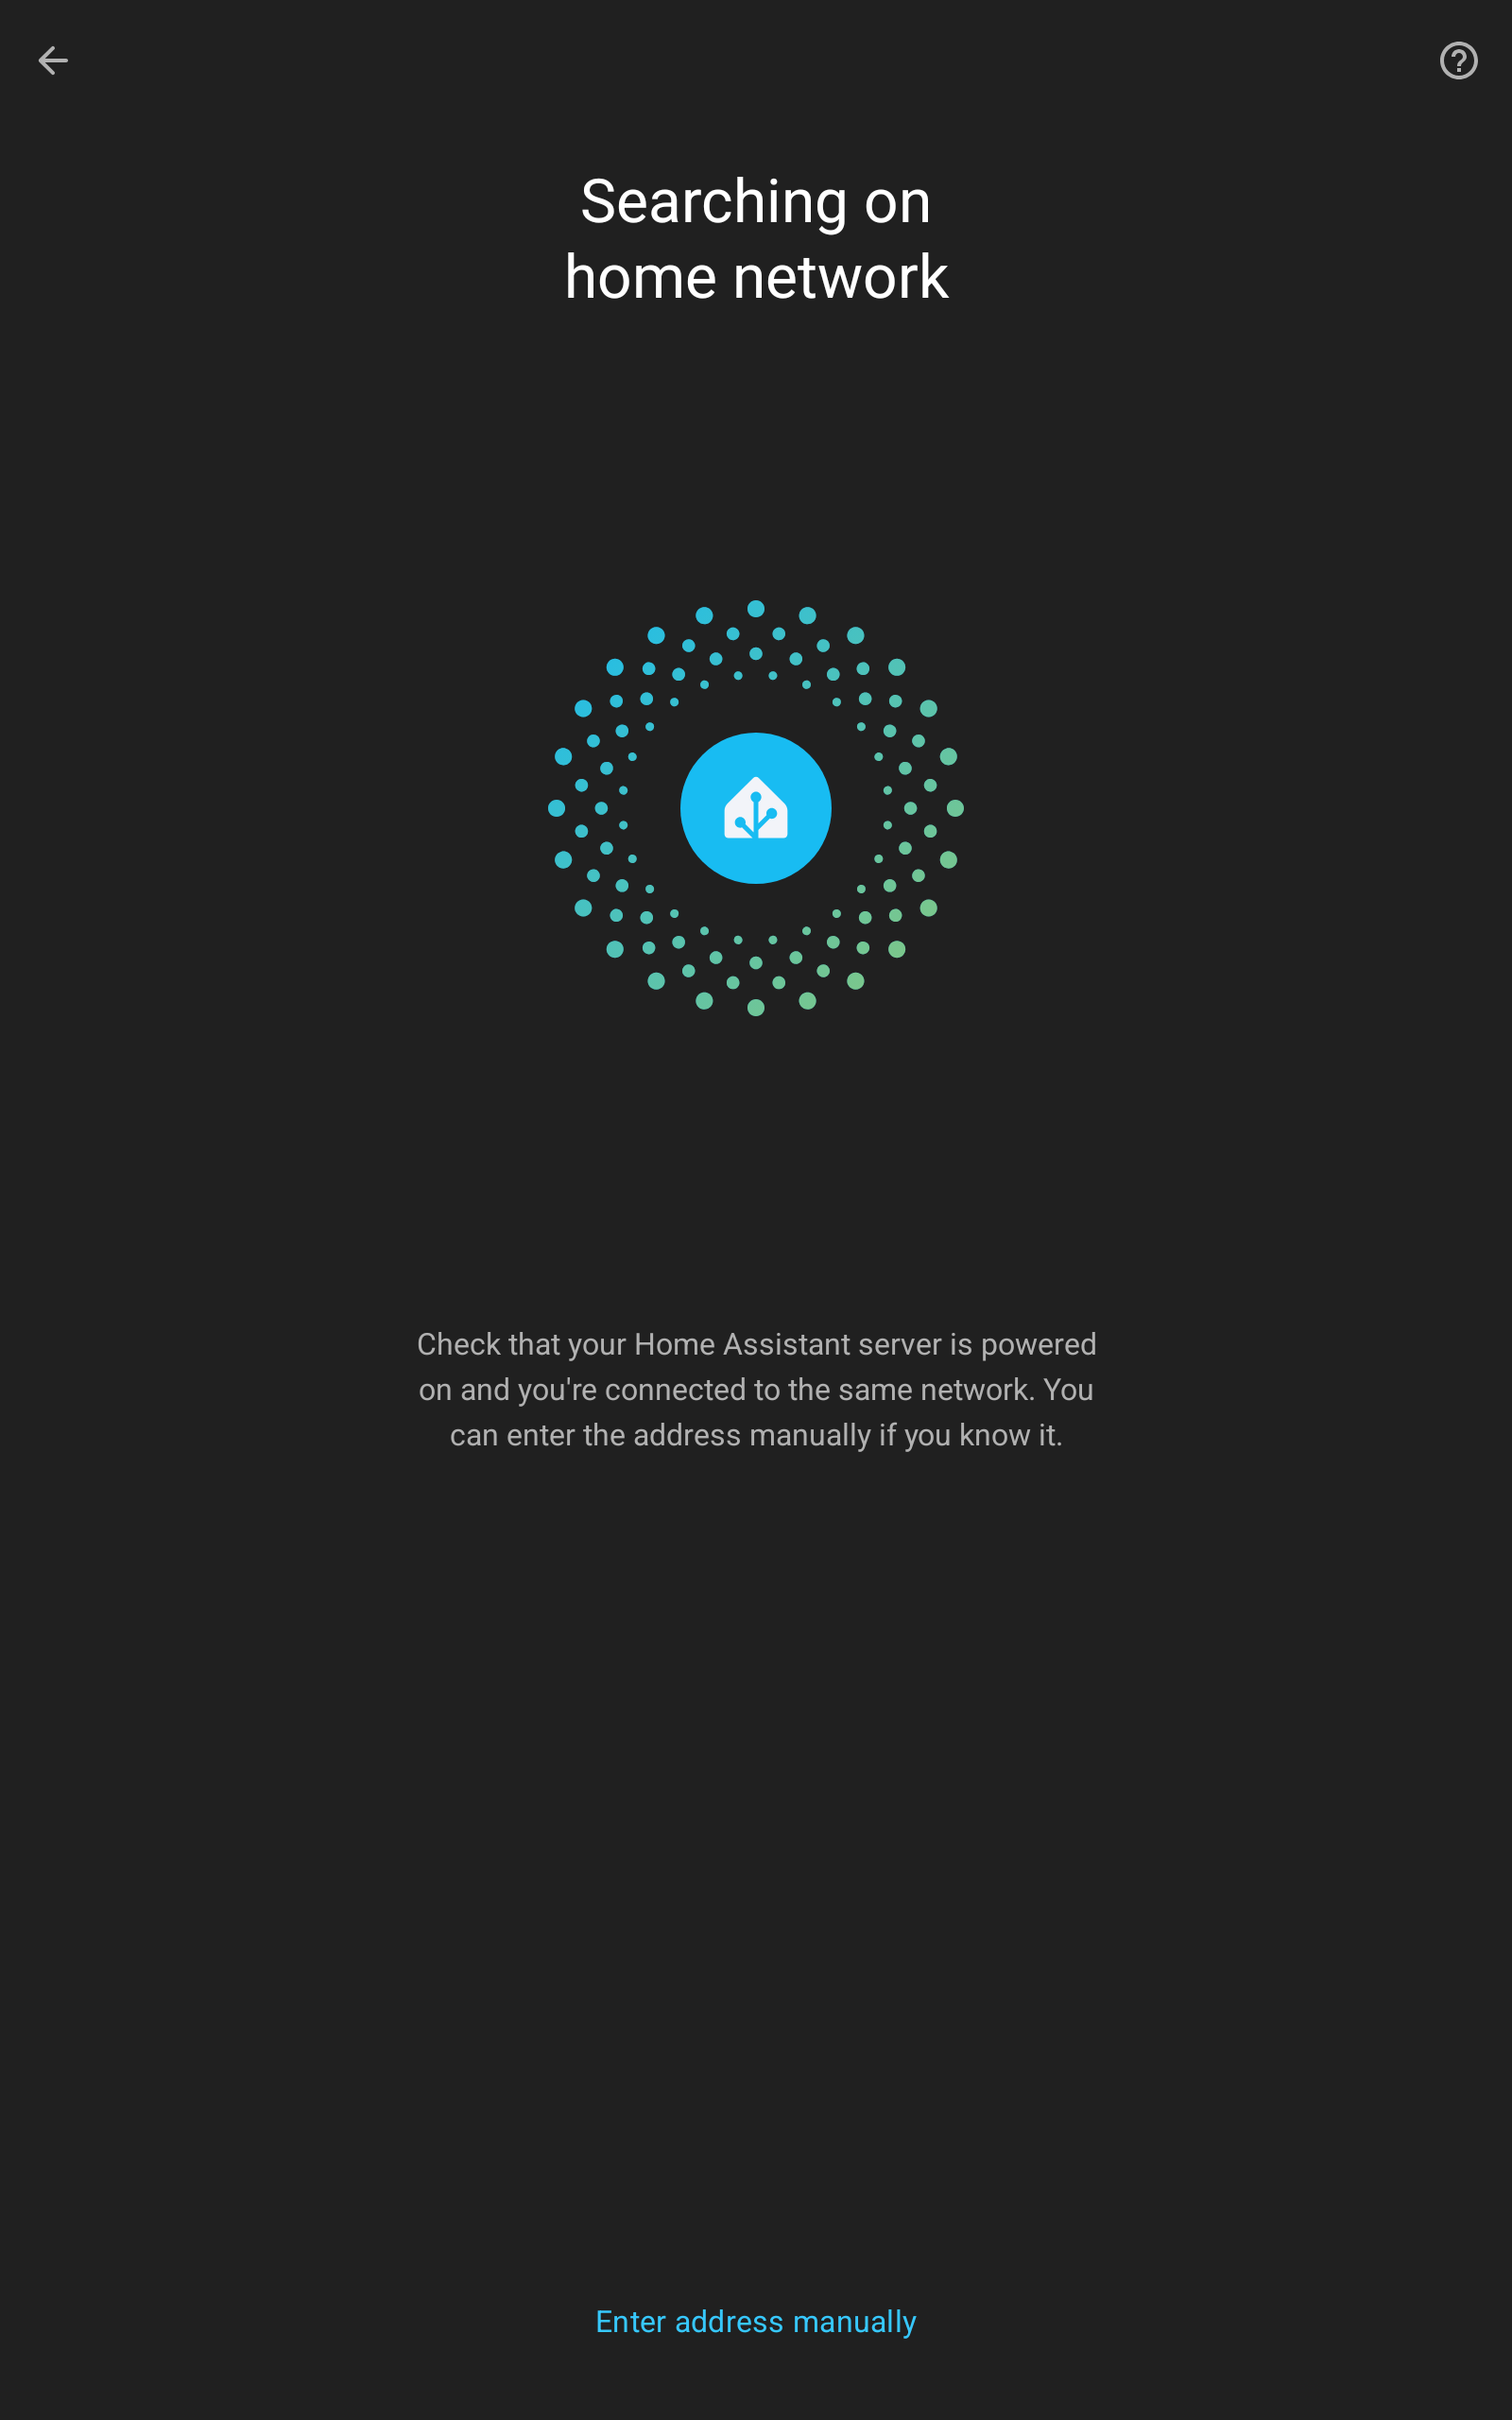 Searching on
home network
Check that your Home Assistant server is powered
on and you're connected to the same network. You
can enter the address manually if you know it.
Enter address manually